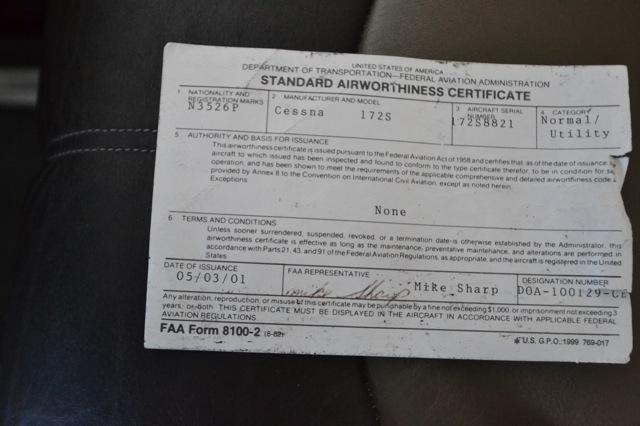 UNITED STATES OF AMERICA
DEPARTMENT OF TRANSPORTATION—FEDERAL AVIATION ADMINISTRATION
STANDARD AIRWORTHINESS CERTIFICATE
1 NATIONALITY AND REGISTRATION MARKS
N3526P
2 MANUFACTURER AND MODEL
Cessna 172S
3 AIRCRAFT SERIAL NUMBER
172S8821
4 CATEGORY
Normal/
Utility
5 AUTHORITY AND BASIS FOR ISSUANCE
This airworthiness certificate is issued pursuant to the Federal Aviation Act of 1958 and certifies that, as of the date of issuance, the
aircraft to which issued has been inspected and found to conform to the type certificate therefor, to be in condition for
operation, and has been shown to meet the requirements of the applicable comprehensive and detailed airworthiness code
provided by Annex 8 to the Convention on International Civil Aviation, except as noted herein.
Exceptions
None
6. TERMS AND CONDITIONS
Unless sooner surrendered, suspended, revoked, or a termination date is otherwise established by the Administrator, this
airworthiness certificate is effective as long as the maintenance, preventative maintenance, and alterations are performed in
accordance with Parts 21, 43, and 91 of the Federal Aviation Regulations, as appropriate, and the aircraft is registered in the United
States.
DATE OF ISSUANCE
05/03/01
FAA REPRESENTATIVE
Mike Sharp Mike Sharp
DESIGNATION NUMBER
DOA-100129-CE
Any alteration, reproduction, or misuse of this certificate may be punishable by a fine not exceeding $1,000, or imprisonment not exceeding 3
years, or both. THIS CERTIFICATE MUST BE DISPLAYED IN THE AIRCRAFT IN ACCORDANCE WITH APPLICABLE FEDERAL
AVIATION REGULATIONS.
FAA Form 8100-2 (8-82)
U.S. G.P.O.:1999 769-017